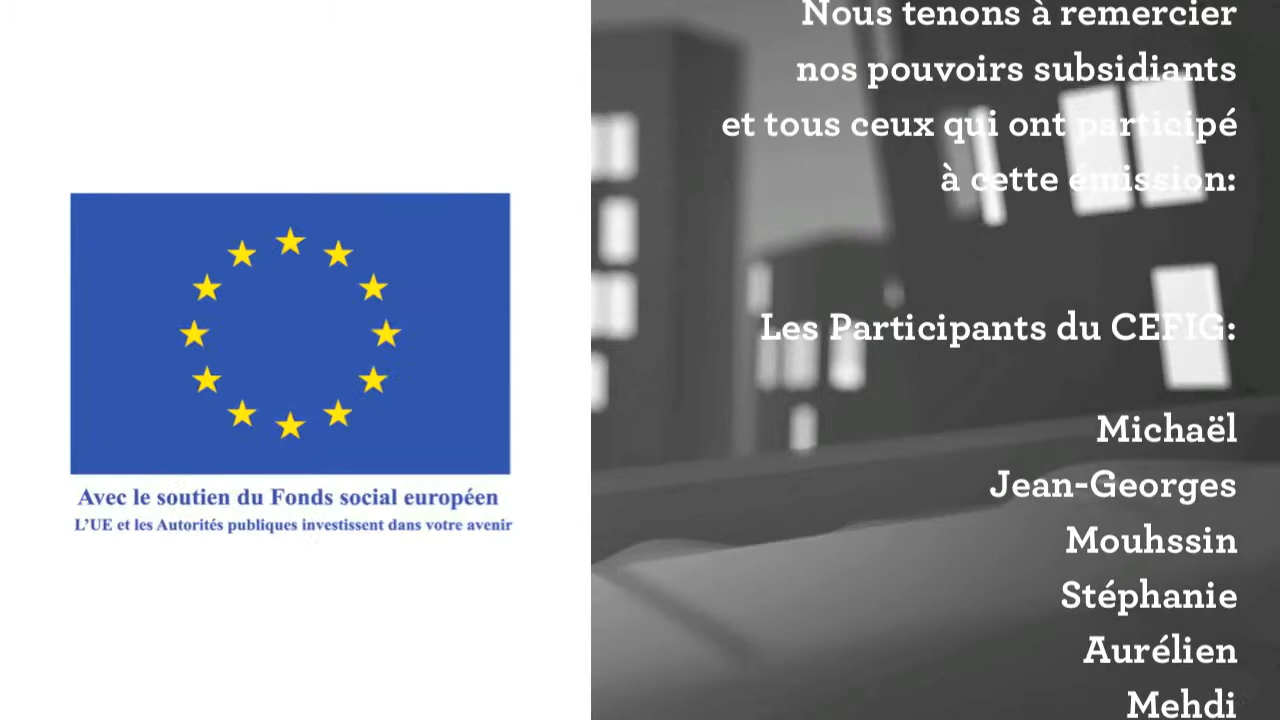 Avec le soutien du Fonds social européen
L'UE et les Autorités publiques investissent dans votre avenir
Nous tenons à remercier
nos pouvoirs subsidiants
et tous ceux qui ont participé
à cette émission:
Les Participants du CEFIG:
Michaël
Jean-Georges
Mouhssin
Stéphanie
Aurélien
Mehdi